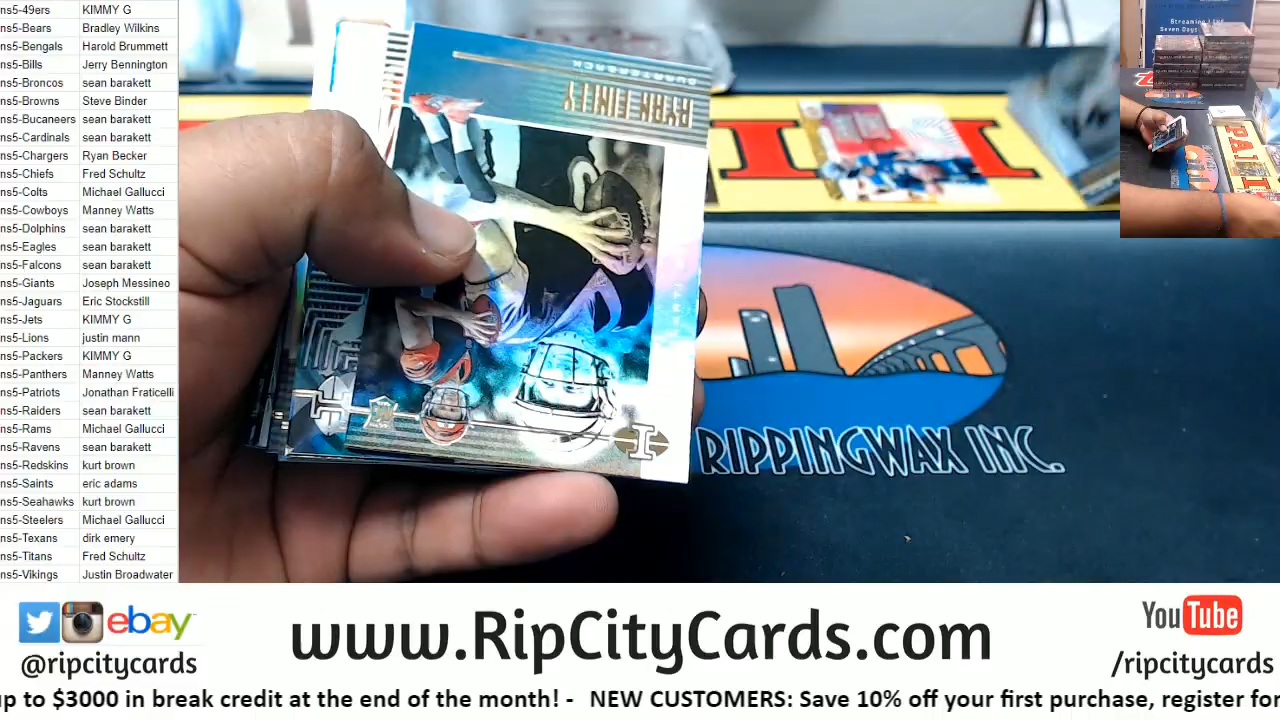 ns5-49ers KIMMY G
ns5-Bears Bradley Wilkins
ns5-Bengals Harold Brummett
ns5-Bills Jerry Bennington
ns5-Broncos sean barakett
ns5-Browns Steve Binder
ns5-Bucaneers sean barakett
ns5-Cardinals sean barakett
ns5-Chargers Ryan Becker
ns5-Chiefs Fred Schultz
ns5-Colts Michael Gallucci
ns5-Cowboys Manney Watts
ns5-Dolphins sean barakett
ns5-Eagles sean barakett
ns5-Falcons sean barakett
ns5-Giants Joseph Messineo
ns5-Jaguars Eric Stockstill
ns5-Jets KIMMY G
ns5-Lions justin mann
ns5-Packers KIMMY G
ns5-Panthers Manney Watts
ns5-Patriots Jonathan Fraticelli
ns5-Raiders sean barakett
ns5-Rams Michael Gallucci
ns5-Ravens sean barakett
ns5-Redskins kurt brown
ns5-Saints eric adams
ns5-Seahawks kurt brown
ns5-Steelers Michael Gallucci
ns5-Texans dirk emery
ns5-Titans Fred Schultz
ns5-Vikings Justin Broadwater
RYAN FINLEY
QUARTERBACK
RIPPINGWAX INC.
Streaming Live
Seven Days
ebay
@ripcitycards
www.RipCityCards.com
YouTube
/ripcitycards
up to $3000 in break credit at the end of the month! - NEW CUSTOMERS: Save 10% off your first purchase, register for